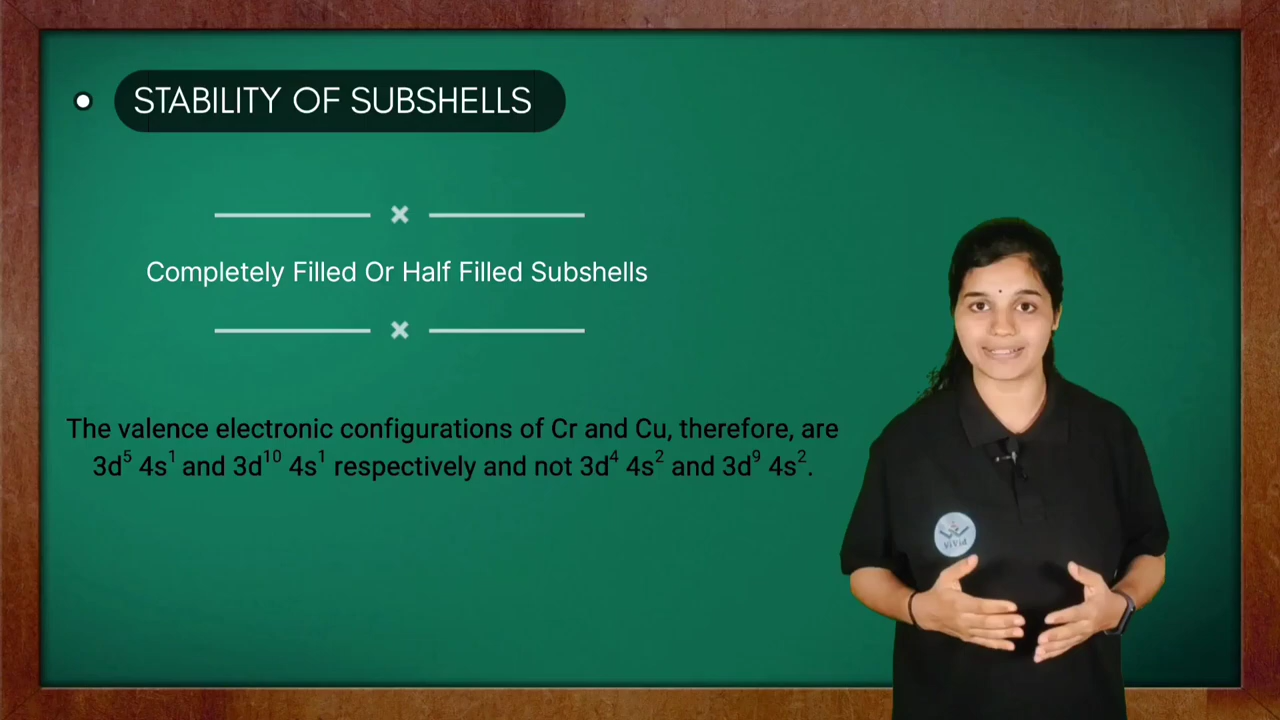 STABILITY OF SUBSHELLS
Completely Filled Or Half Filled Subshells
The valence electronic configurations of Cr and Cu, therefore, are
3d⁵ 4s¹ and 3d¹⁰ 4s¹ respectively and not 3d⁴ 4s² and 3d⁹ 4s².
ViVid